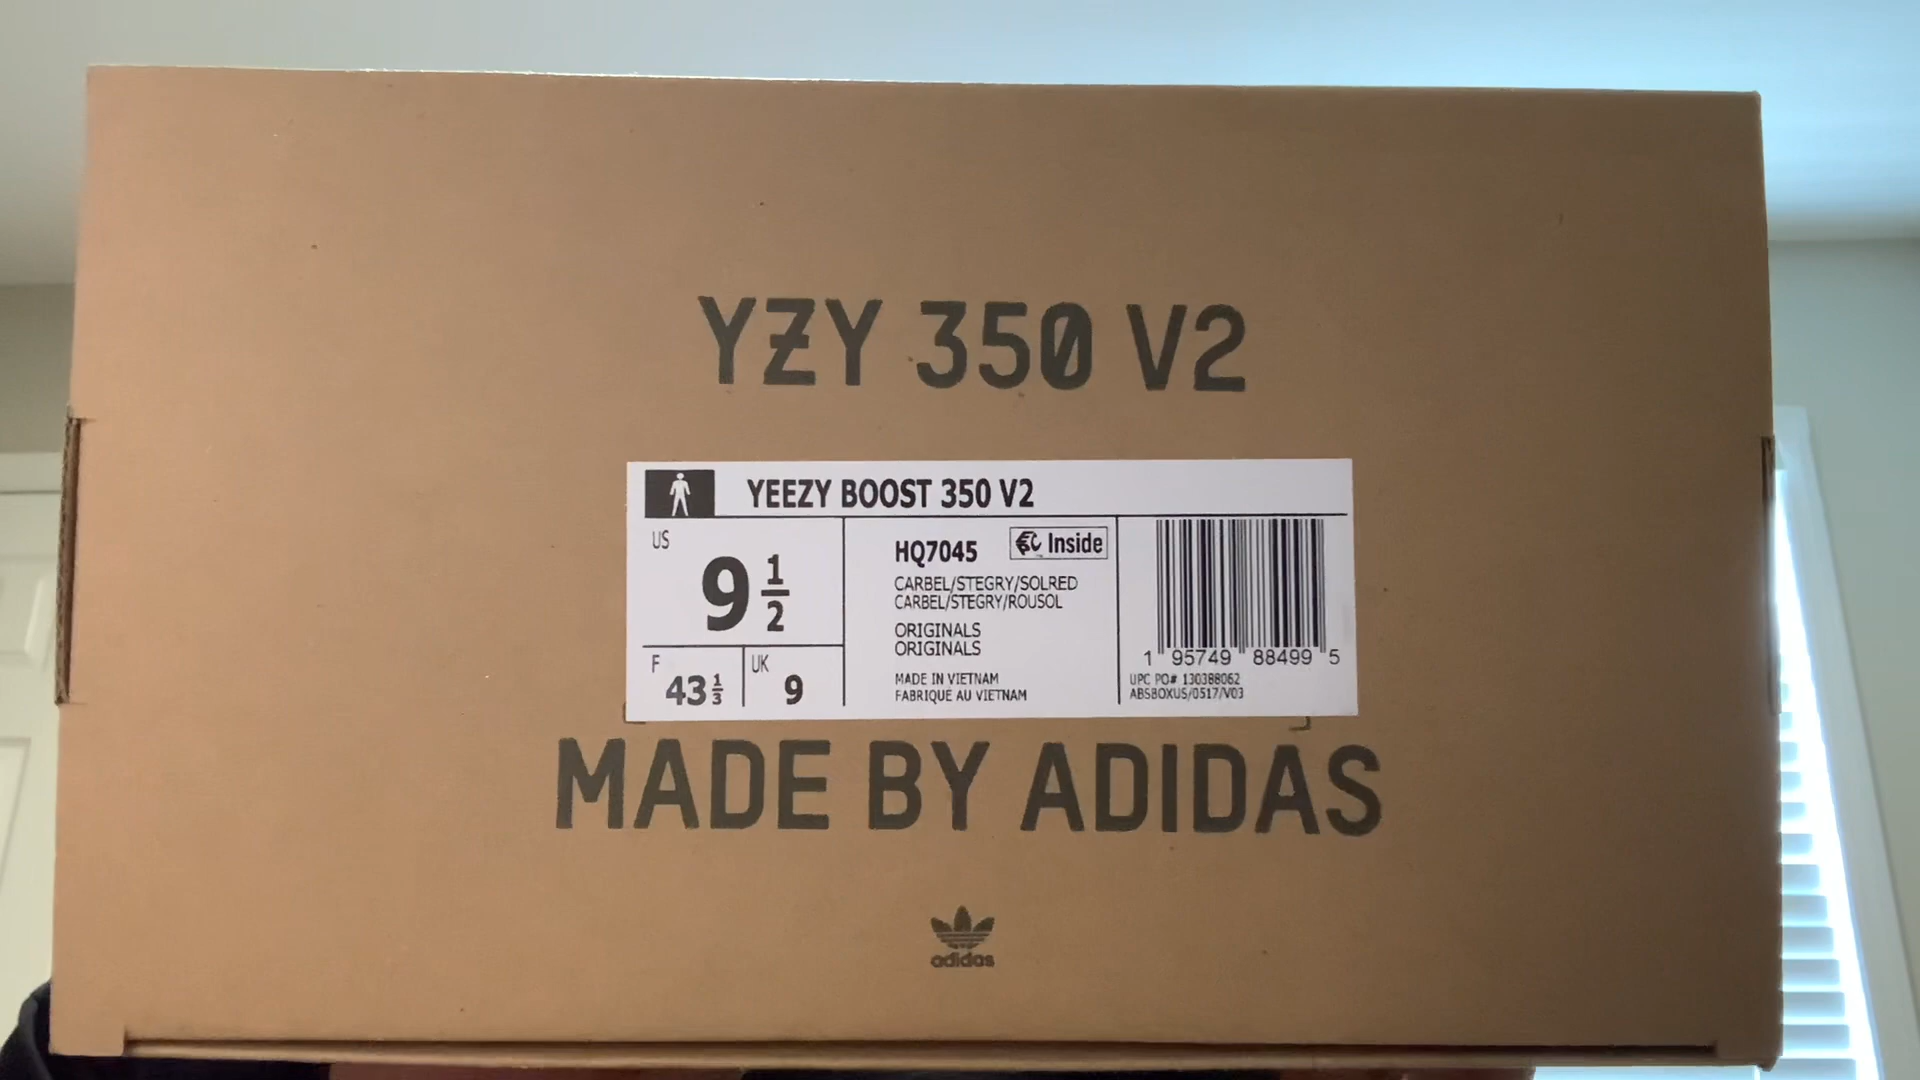 YZY 350 V2
YEEZY BOOST 350 V2
US
9 1/2
F
43 1/3
UK
9
HQ7045
Inside
CARBEL/STEGRY/SOLRED
CARBEL/STEGRY/ROUSOL
ORIGINALS
ORIGINALS
MADE IN VIETNAM
FABRIQUÉ AU VIETNAM
1 95749 88499 5
UPC PO# 130388062
ABSBOXUS/0517/V03
MADE BY ADIDAS
adidas